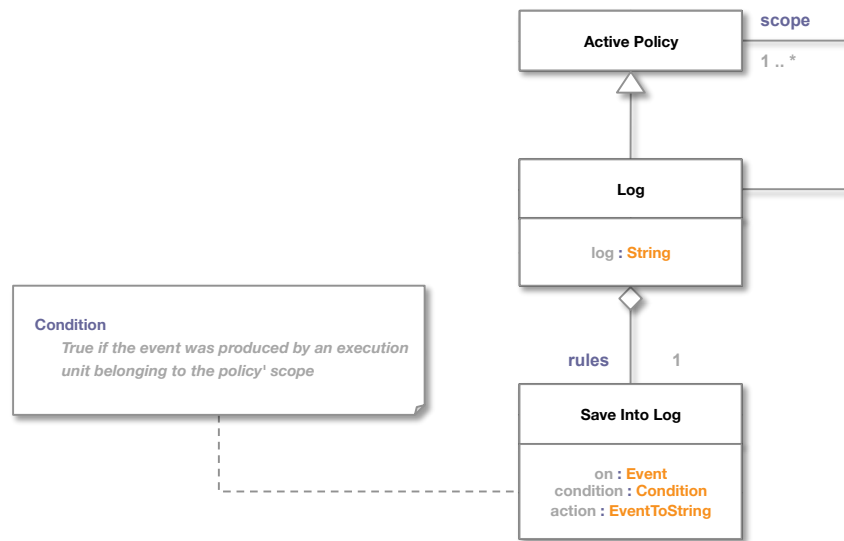 scope
Active Policy
1 .. *
Log
log : String
Condition
True if the event was produced by an execution
unit belonging to the policy' scope
rules 1
Save Into Log
on : Event
condition : Condition
action : EventToString